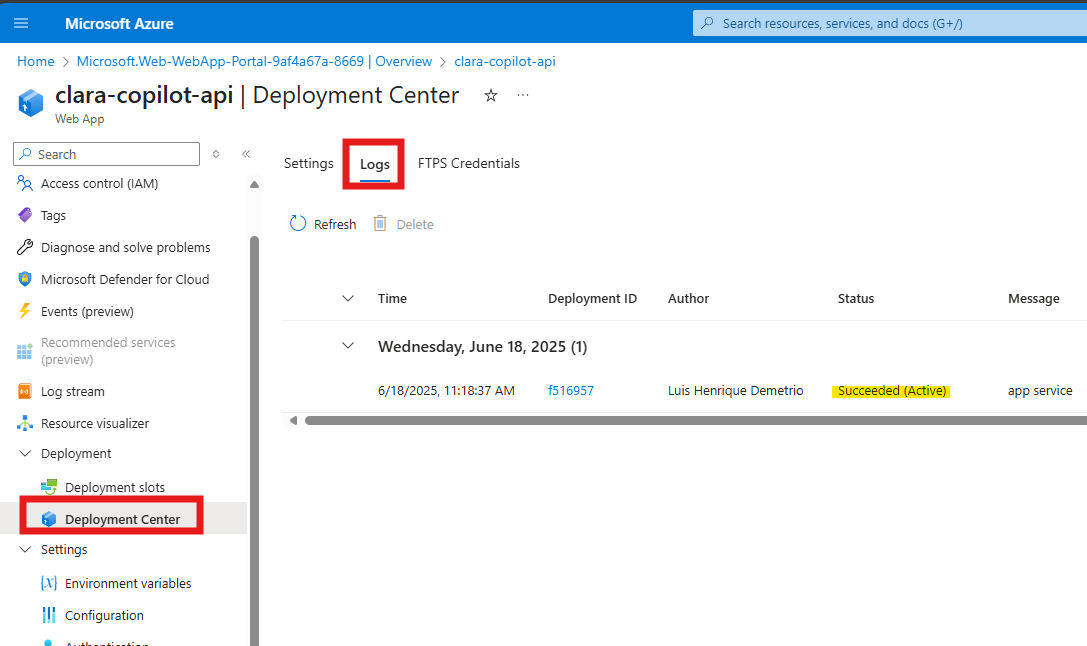 Microsoft Azure
Search resources, services, and docs (G+/)
Home > Microsoft.Web-WebApp-Portal-9af4a67a-8669 | Overview > clara-copilot-api
clara-copilot-api | Deployment Center
Web App
Search
Access control (IAM)
Tags
Diagnose and solve problems
Microsoft Defender for Cloud
Events (preview)
Recommended services
(preview)
Log stream
Resource visualizer
Deployment
Deployment slots
Deployment Center
Settings
Environment variables
Configuration
Authentication
Settings Logs FTPS Credentials
Refresh Delete
Time Deployment ID Author Status Message
Wednesday, June 18, 2025 (1)
6/18/2025, 11:18:37 AM f516957 Luis Henrique Demetrio Succeeded (Active) app service